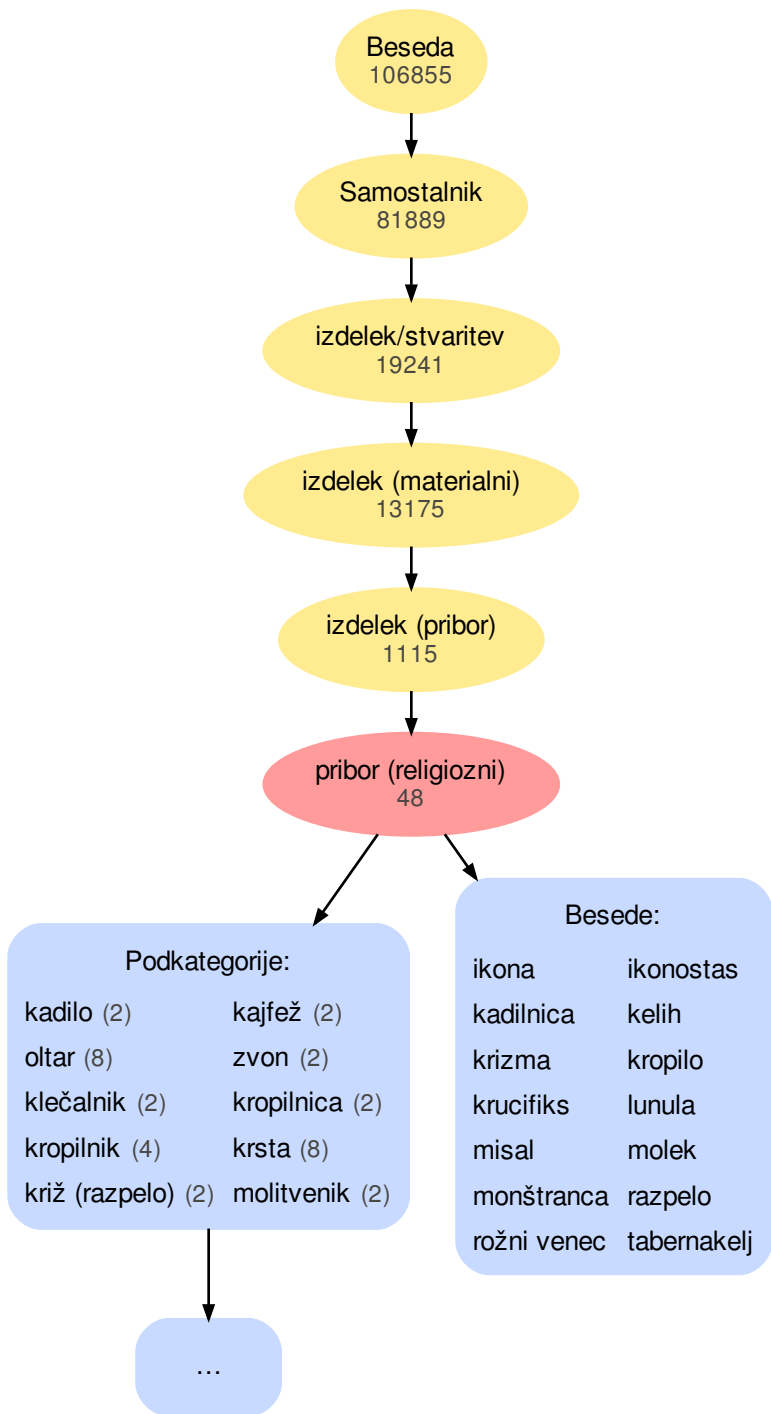 Beseda
106855
Samostalnik
81889
izdelek/stvaritev
19241
izdelek (materialni)
13175
izdelek (pribor)
1115
pribor (religiozni)
48
Podkategorije:
kadilo (2) kajfež (2)
oltar (8) zvon (2)
klečalnik (2) kropilnica (2)
kropilnik (4) krsta (8)
križ (razpelo) (2) molitvenik (2)
Besede:
ikona ikonostas
kadilnica kelih
krizma kropilo
krucifiks lunula
misal molek
monštranca razpelo
rožni venec tabernakelj
...